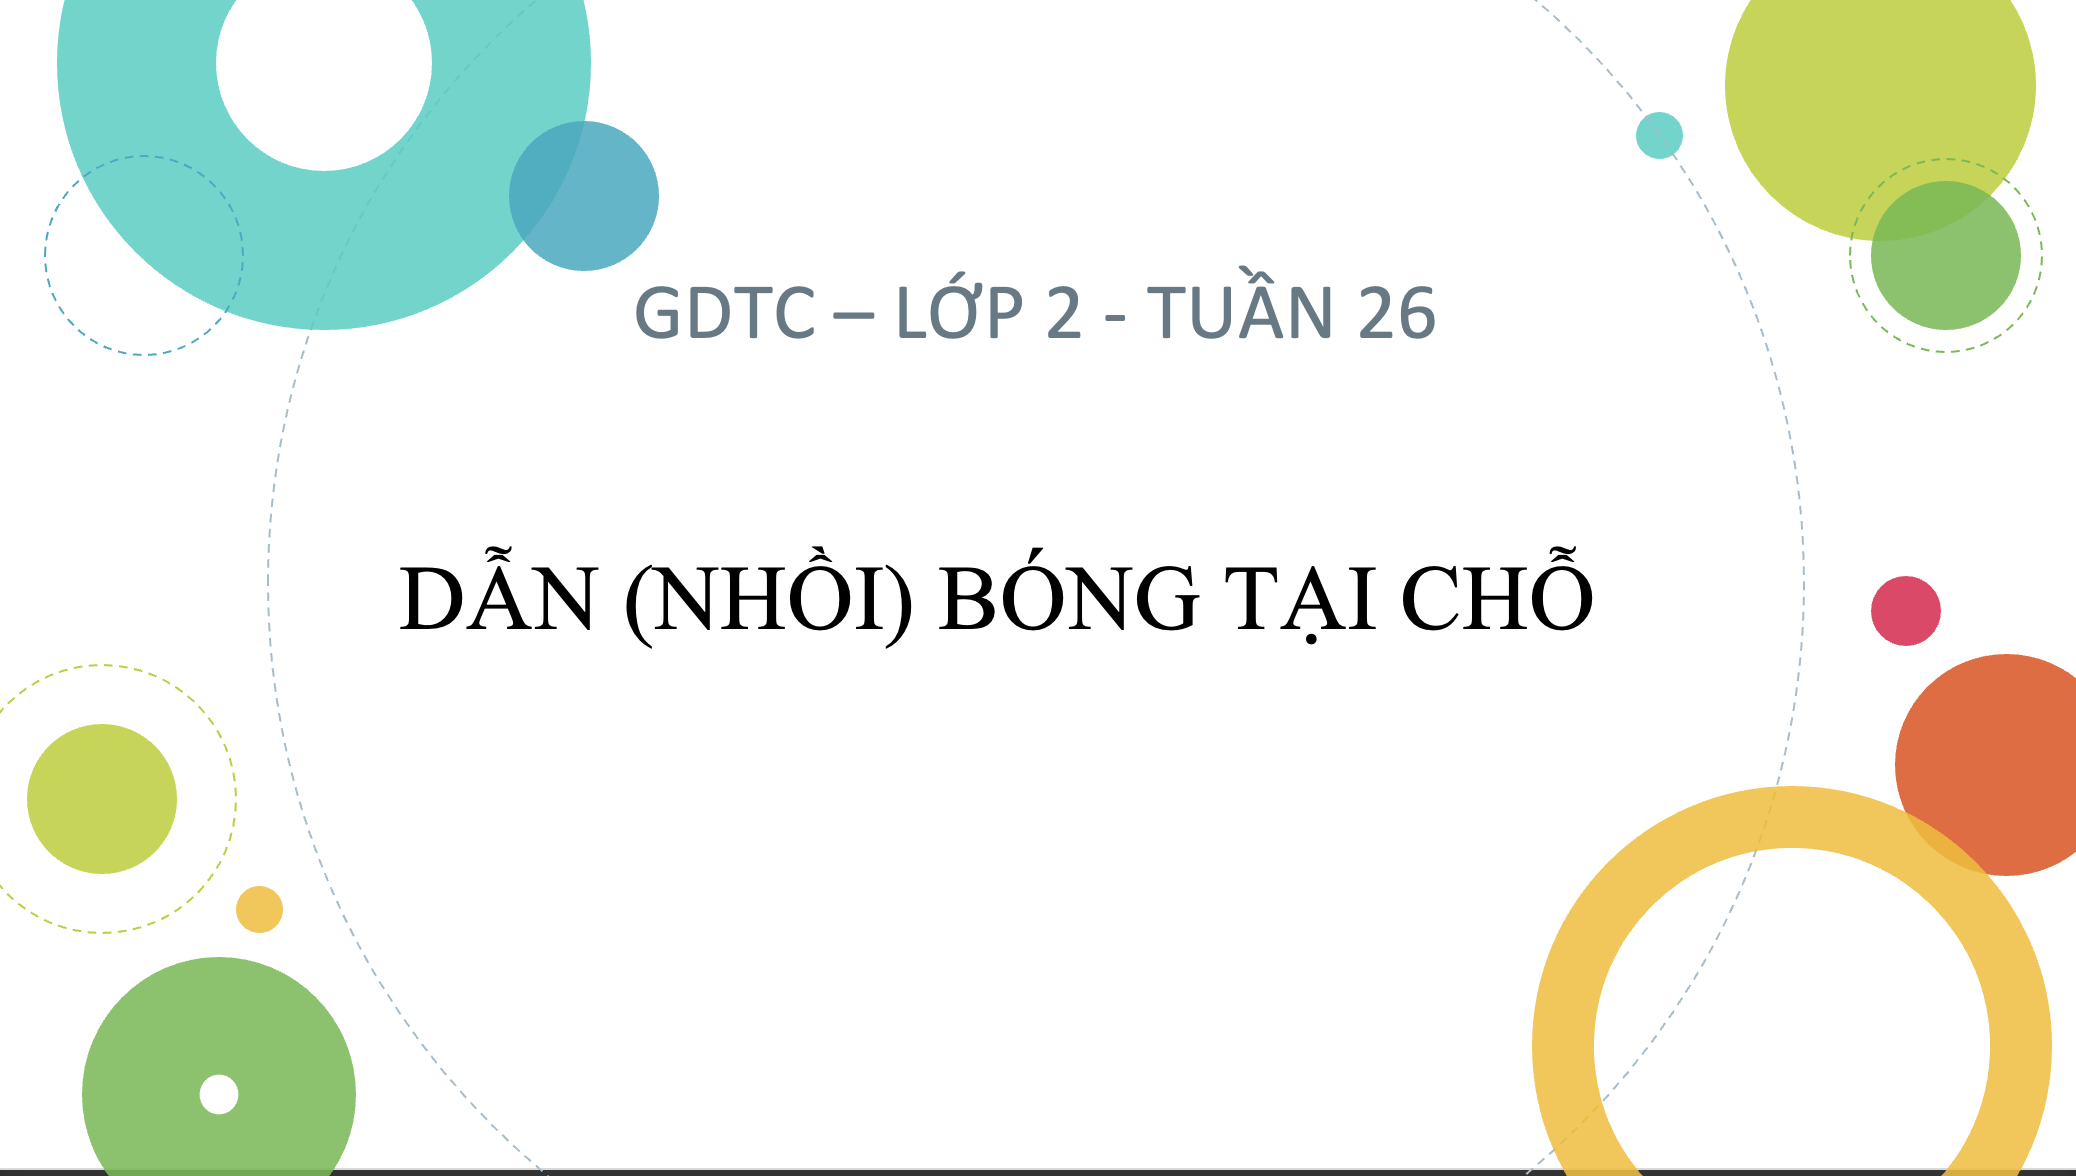 GDTC – LỚP 2 - TUẦN 26
DẪN (NHỒI) BÓNG TẠI CHỖ